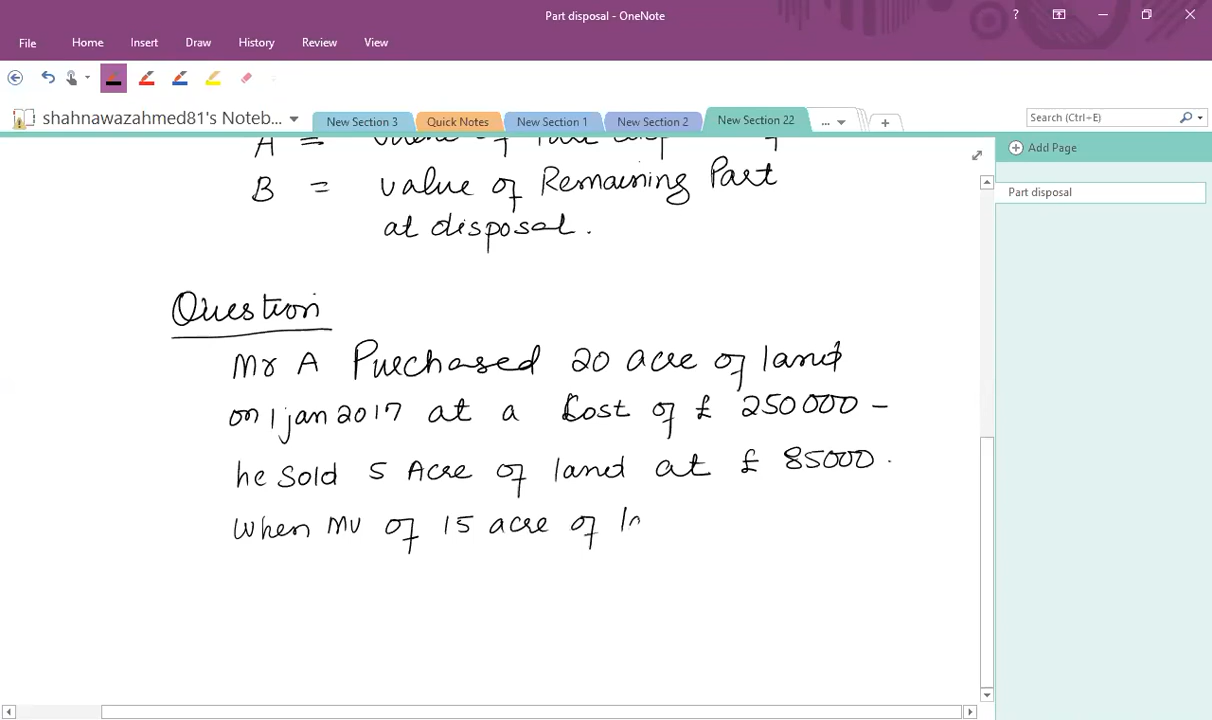 Part disposal - OneNote
?
File Home Insert Draw History Review View
shahnawazahmed81's Noteb... New Section 3 Quick Notes New Section 1 New Section 2 New Section 22 ... Search (Ctrl+E)
Add Page
Part disposal
A = value of
B = value of Remaining Part
at disposal.
Question
Mr A Purchased 20 acre of land
on 1 jan 2017 at a Cost of £ 250000 -
he Sold 5 Acre of land at £ 85000.
When MV of 15 acre of